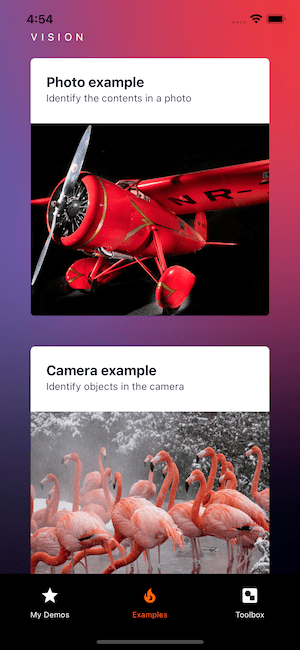 4:54
VISION
Photo example
Identify the contents in a photo
NR-
Camera example
Identify objects in the camera
My Demos
Examples
Toolbox